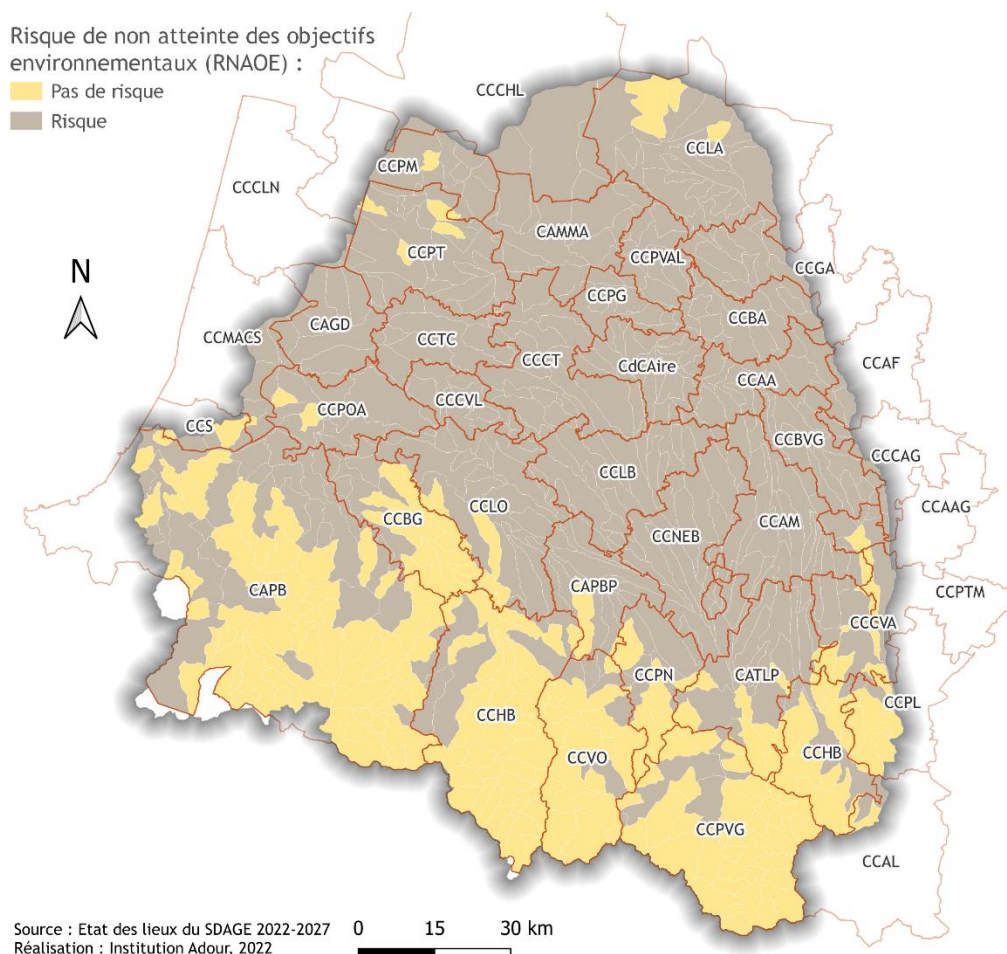 Risque de non atteinte des objectifs
environnementaux (RNAOE) :
Pas de risque
Risque
CCCHL
CCLA
CCPM
CCCLN
CAMMA
CCPT
CCPVAL
CCGA
N
CCPG
CCBA
CAGD
CCMACS
CCTC
CCCT
CdCAire
CCAF
CCAA
CCCVL
CCPOA
CCS
CCBVG
CCCAG
CCLB
CCLO
CCBG
CCAAG
CCNEB
CCAM
CAPB
CAPBP
CCPTM
CCCVA
CCPN
CATLP
CCPL
CCHB
CCVO
CCHB
CCPVG
CCAL
Source : Etat des lieux du SDAGE 2022-2027
Réalisation : Institution Adour, 2022
0 15 30 km